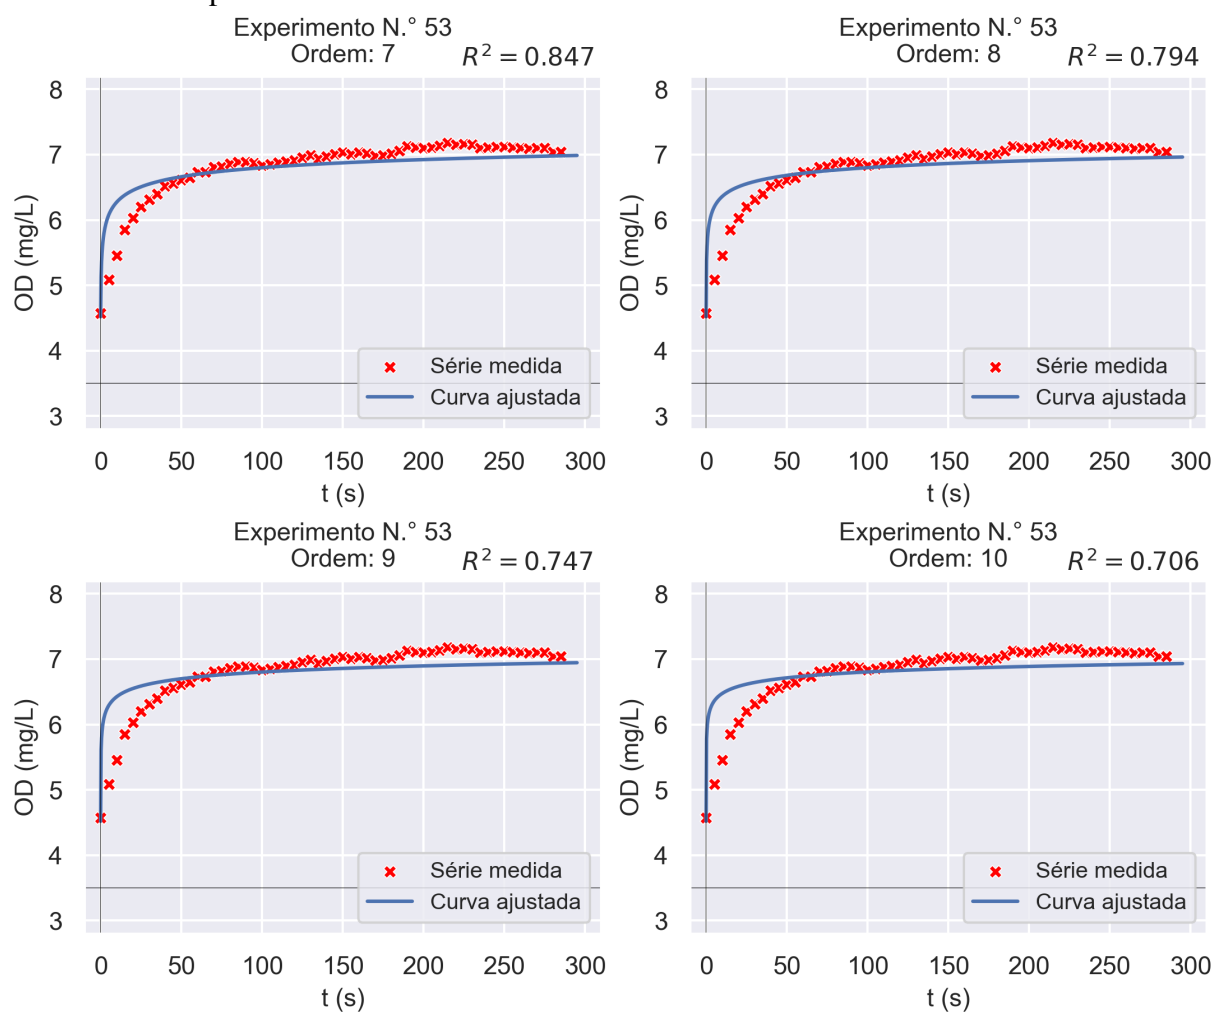 Experimento N.° 53
Ordem: 7
R² = 0.847
OD (mg/L)
8
7
6
5
4
3
Série medida
Curva ajustada
0 50 100 150 200 250 300
t (s)
Experimento N.° 53
Ordem: 8
R² = 0.794
OD (mg/L)
8
7
6
5
4
3
Série medida
Curva ajustada
0 50 100 150 200 250 300
t (s)
Experimento N.° 53
Ordem: 9
R² = 0.747
OD (mg/L)
8
7
6
5
4
3
Série medida
Curva ajustada
0 50 100 150 200 250 300
t (s)
Experimento N.° 53
Ordem: 10
R² = 0.706
OD (mg/L)
8
7
6
5
4
3
Série medida
Curva ajustada
0 50 100 150 200 250 300
t (s)